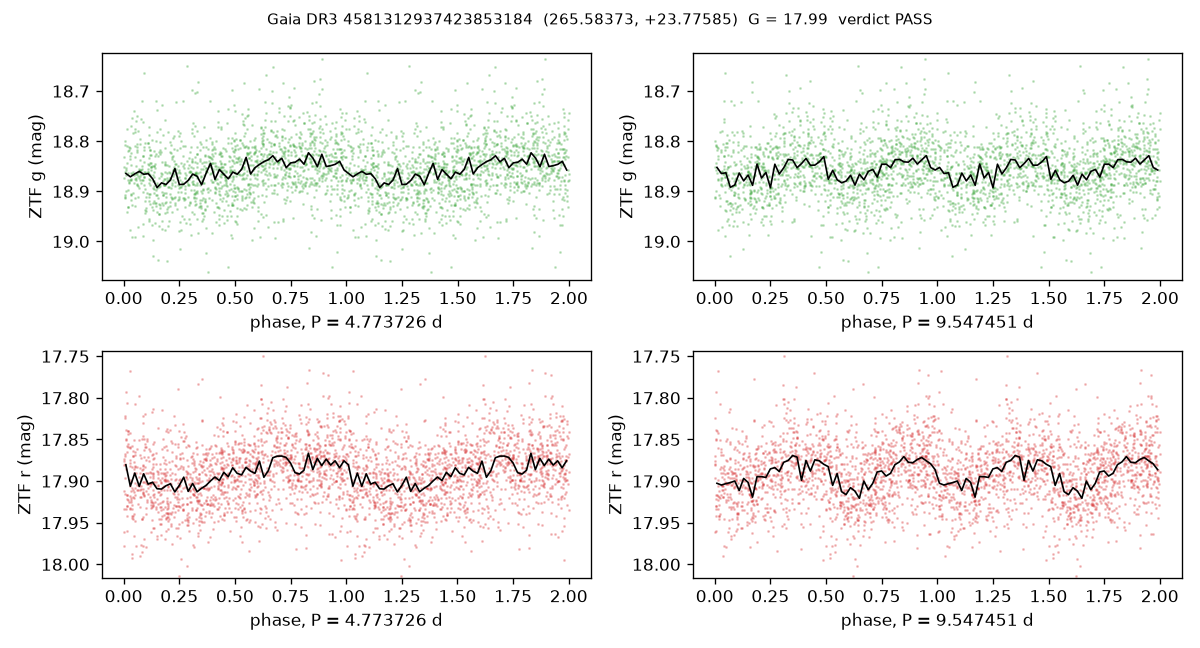 Gaia DR3 4581312937423853184 (265.58373, +23.77585) G = 17.99 verdict PASS
ZTF g (mag)
18.7
18.8
18.9
19.0
0.00 0.25 0.50 0.75 1.00 1.25 1.50 1.75 2.00
phase, P = 4.773726 d
ZTF g (mag)
18.7
18.8
18.9
19.0
0.00 0.25 0.50 0.75 1.00 1.25 1.50 1.75 2.00
phase, P = 9.547451 d
ZTF r (mag)
17.75
17.80
17.85
17.90
17.95
18.00
0.00 0.25 0.50 0.75 1.00 1.25 1.50 1.75 2.00
phase, P = 4.773726 d
ZTF r (mag)
17.75
17.80
17.85
17.90
17.95
18.00
0.00 0.25 0.50 0.75 1.00 1.25 1.50 1.75 2.00
phase, P = 9.547451 d